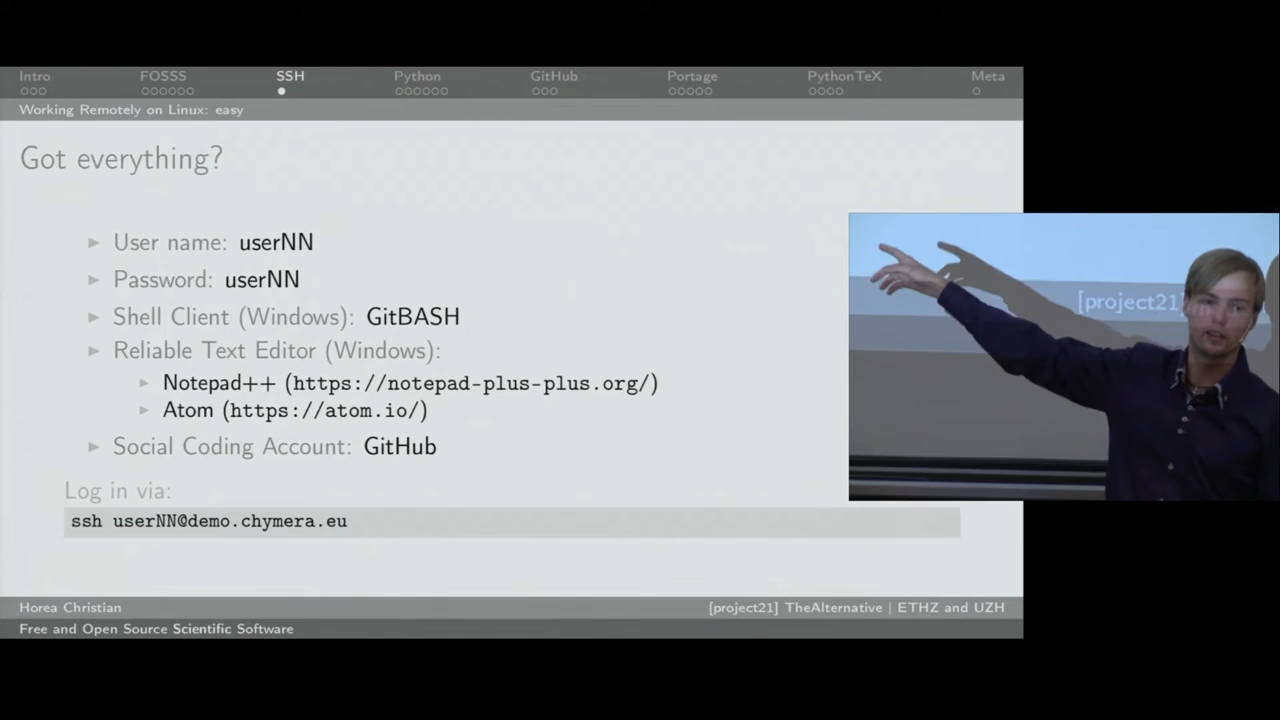 Intro FOSSS SSH Python GitHub Portage PythonTeX Meta
Working Remotely on Linux: easy
Got everything?
User name: userNN
Password: userNN
Shell Client (Windows): GitBASH
Reliable Text Editor (Windows):
Notepad++ (https://notepad-plus-plus.org/)
Atom (https://atom.io/)
Social Coding Account: GitHub
Log in via:
ssh userNN@demo.chymera.eu
Horea Christian [project21] TheAlternative | ETHZ and UZH
Free and Open Source Scientific Software
[project21]